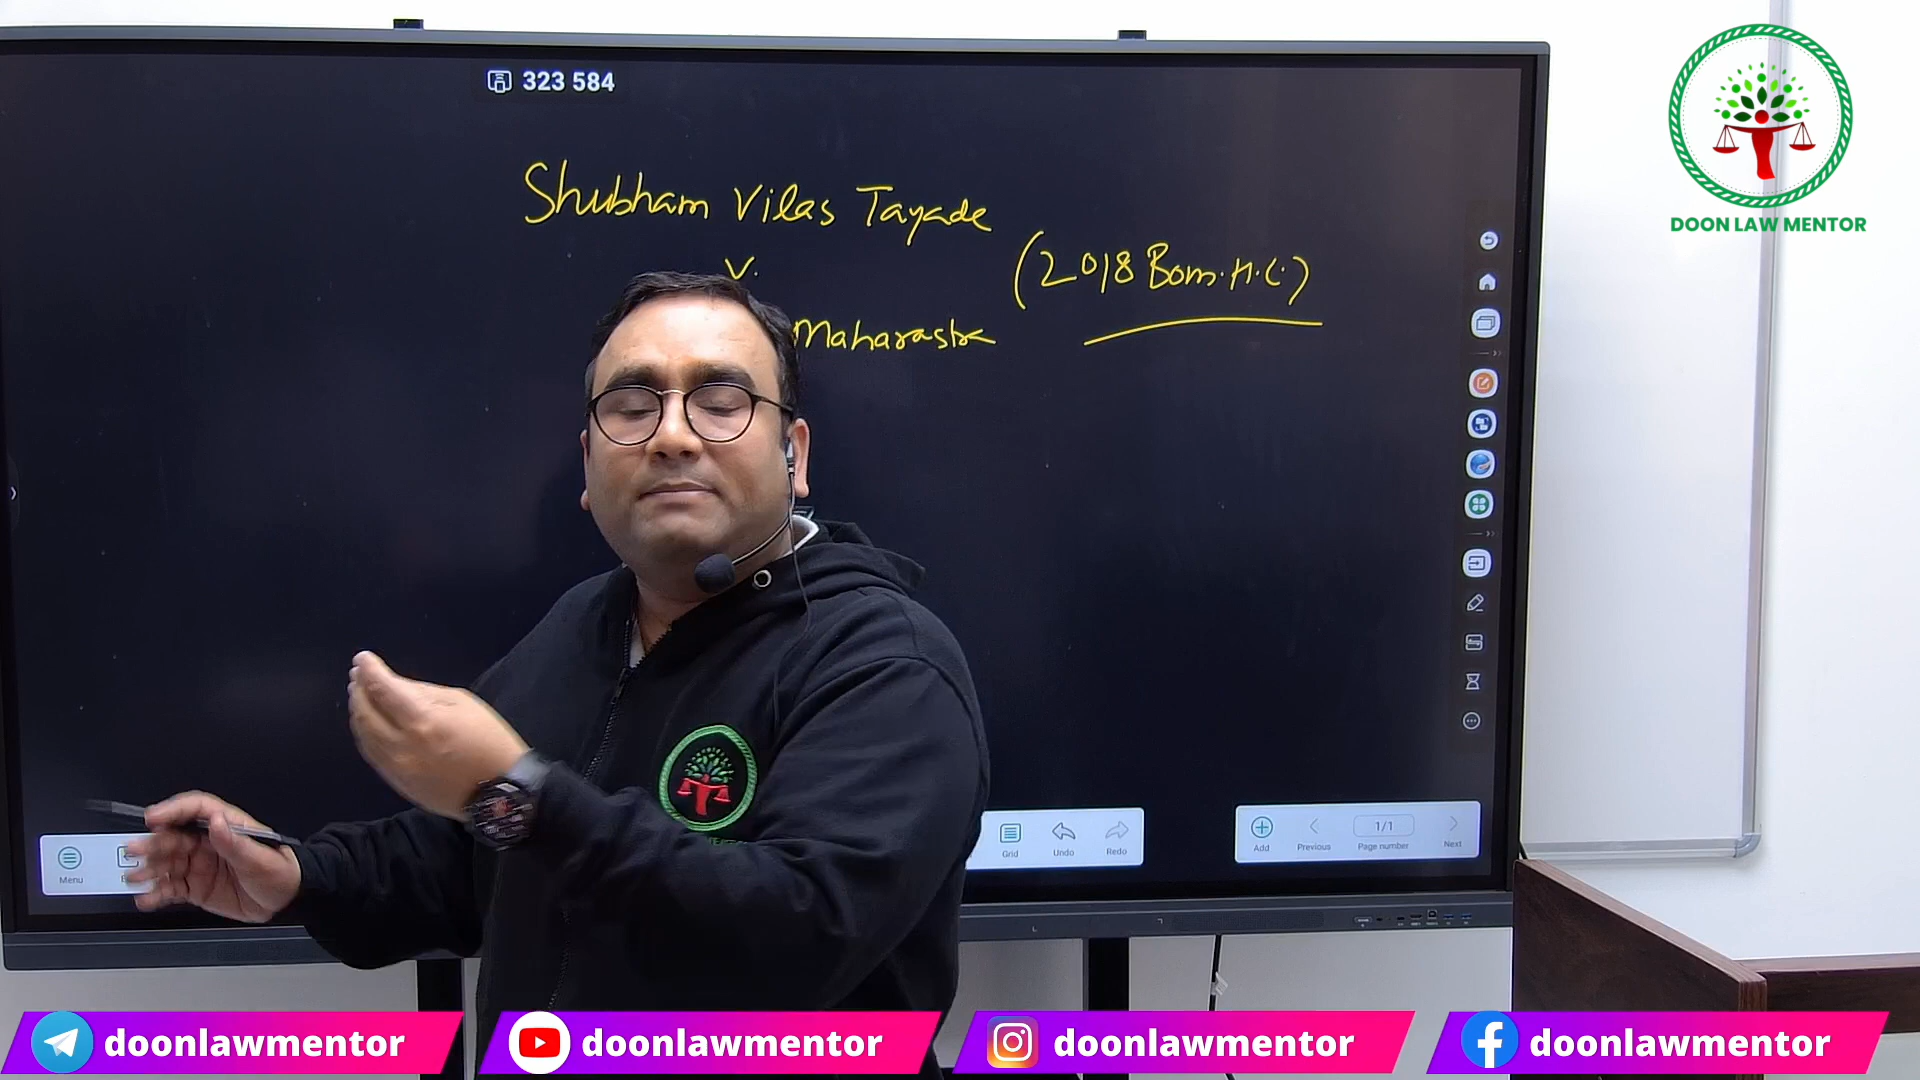 323 584
Shubham Vilas Tayade
V.
(2018 Bom. H.C.)
Maharastra
DOON LAW MENTOR
Menu
Grid
Undo
Redo
Add
Previous
1/1
Page number
Next
doonlawmentor
doonlawmentor
doonlawmentor
doonlawmentor